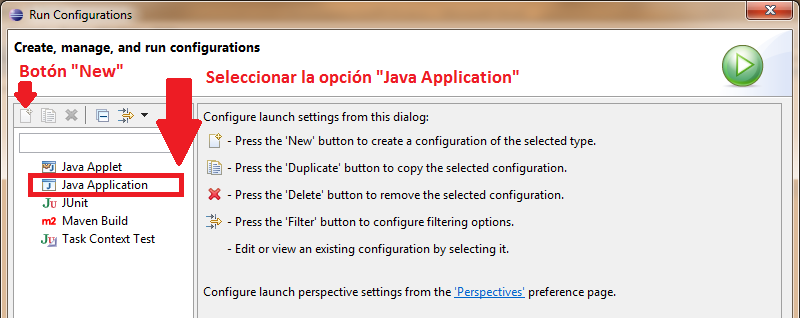 Run Configurations
Create, manage, and run configurations
Botón "New"
Seleccionar la opción "Java Application"
Java Applet
Java Application
JUnit
Maven Build
Task Context Test
Configure launch settings from this dialog:
- Press the 'New' button to create a configuration of the selected type.
- Press the 'Duplicate' button to copy the selected configuration.
- Press the 'Delete' button to remove the selected configuration.
- Press the 'Filter' button to configure filtering options.
- Edit or view an existing configuration by selecting it.
Configure launch perspective settings from the 'Perspectives' preference page.